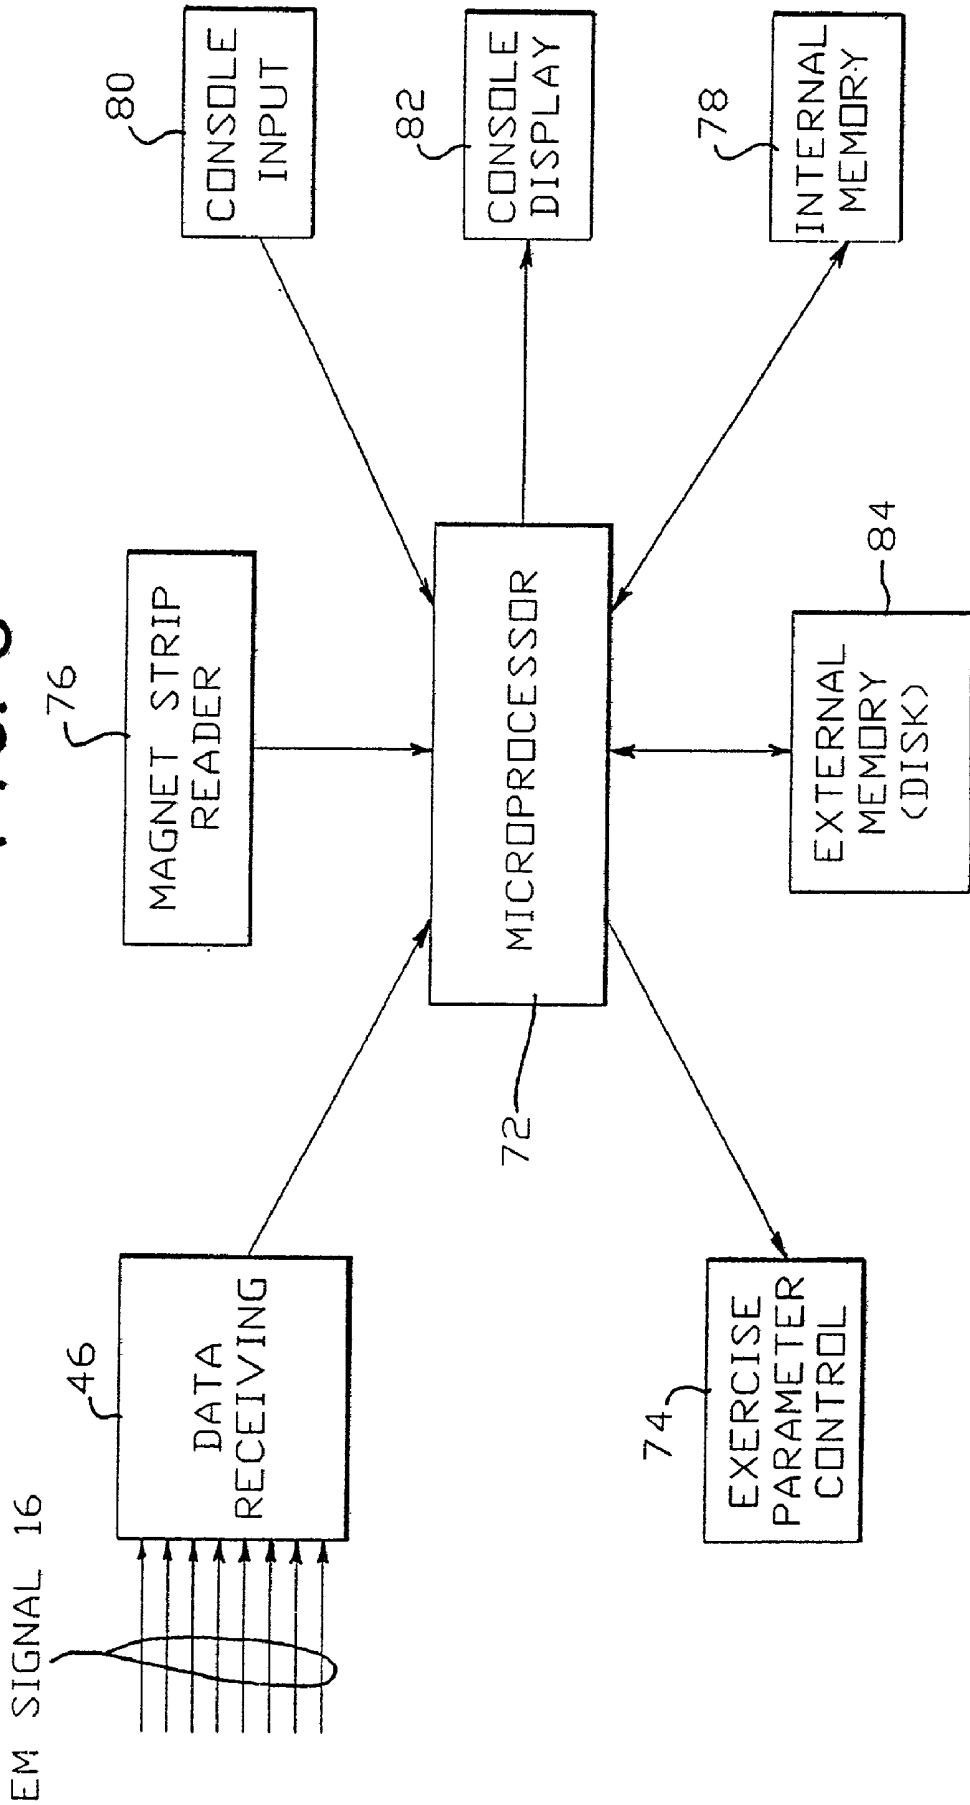 EM SIGNAL 16
46
DATA
RECEIVING
76
MAGNET STRIP
READER
80
CONSOLE
INPUT
72
MICROPROCESSOR
82
CONSOLE
DISPLAY
74
EXERCISE
PARAMETER
CONTROL
84
EXTERNAL
MEMORY
(DISK)
78
INTERNAL
MEMORY